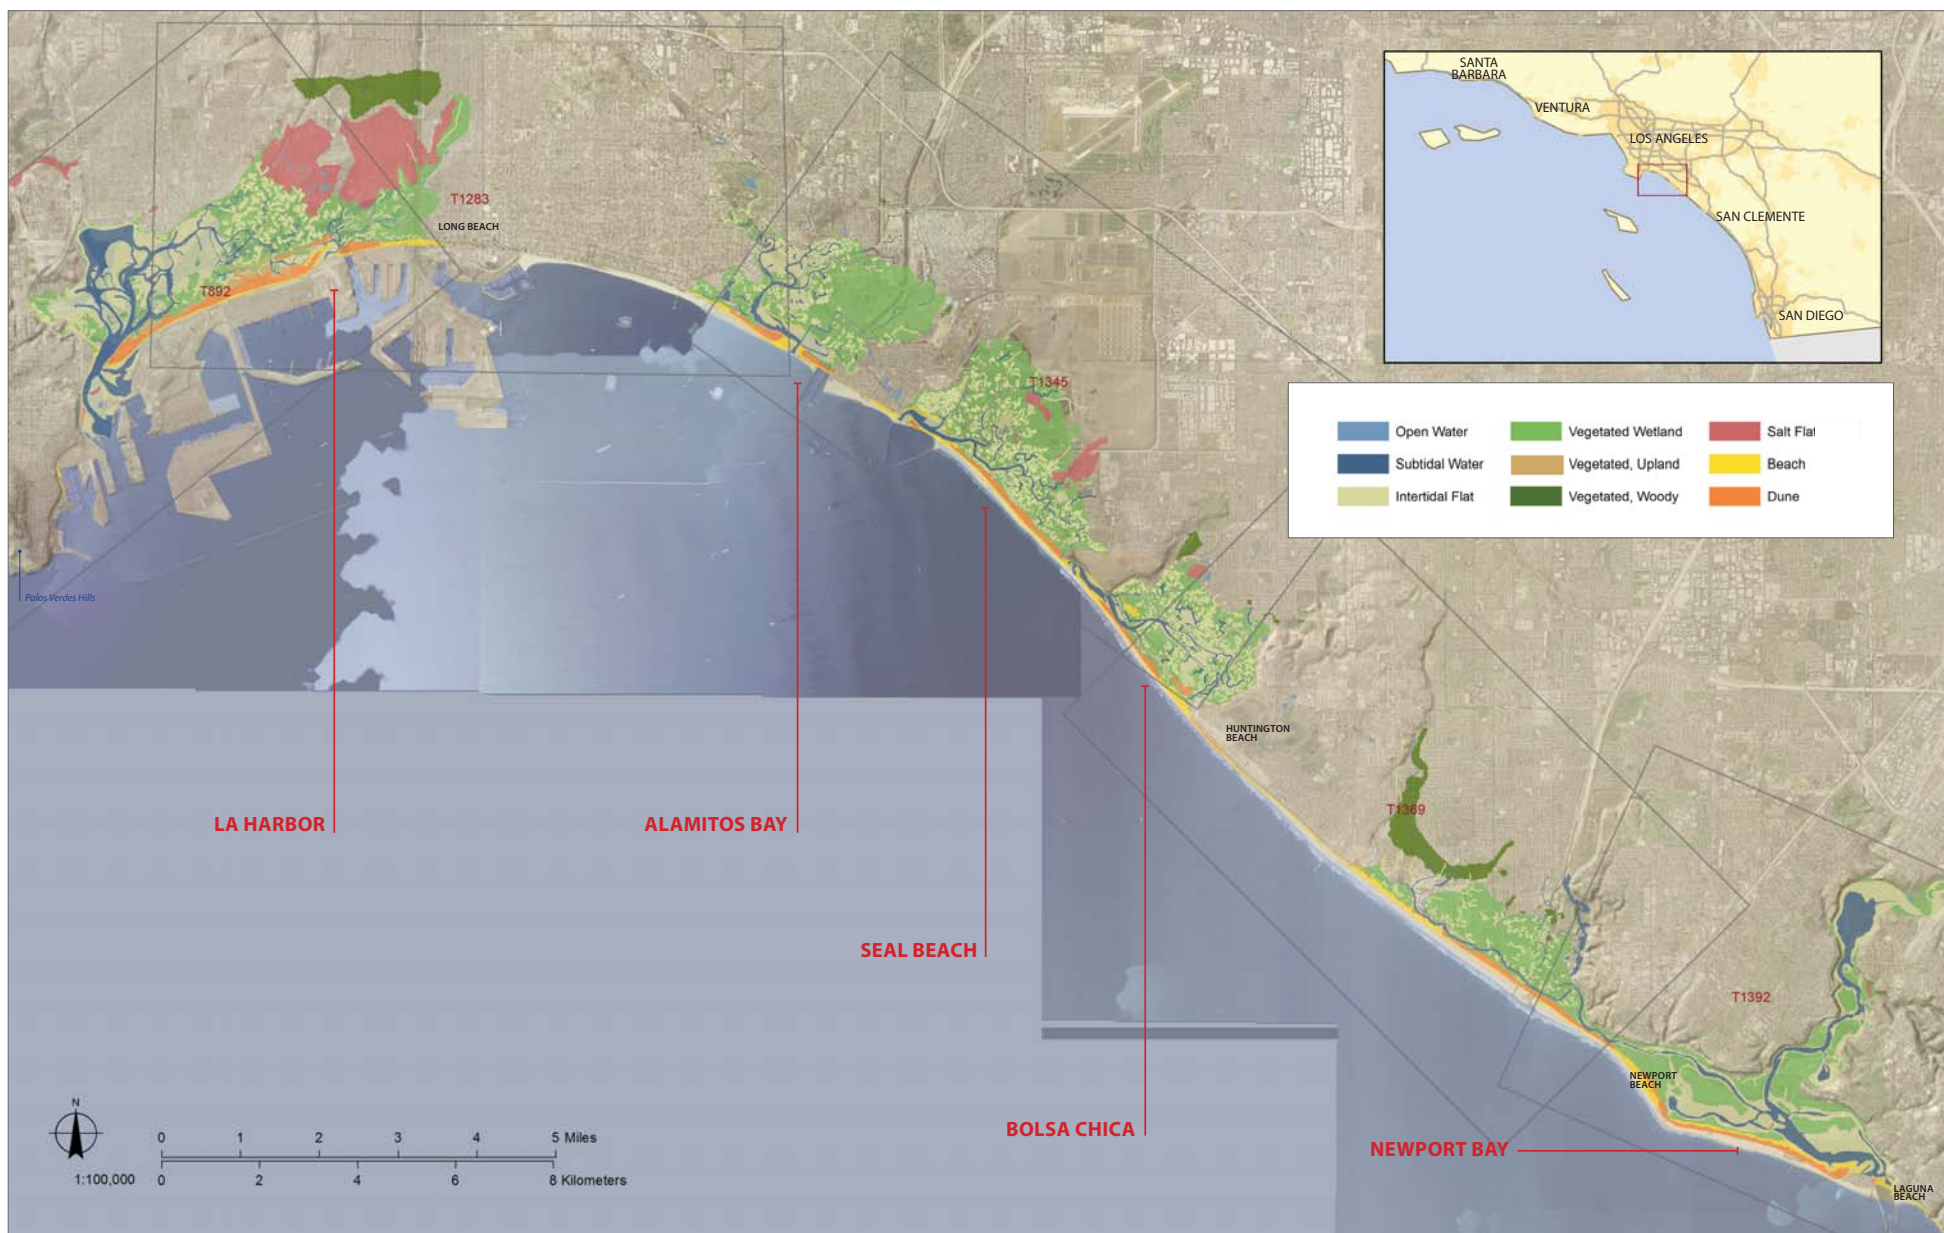 SANTA
BARBARA
VENTURA
LOS ANGELES
SAN CLEMENTE
SAN DIEGO
T1283
LONG BEACH
T892
T1345
Open Water
Vegetated Wetland
Salt Flat
Subtidal Water
Vegetated, Upland
Beach
Intertidal Flat
Vegetated, Woody
Dune
Palos Verdes Hills
HUNTINGTON
BEACH
T1369
LA HARBOR
ALAMITOS BAY
SEAL BEACH
T1392
NEWPORT
BEACH
BOLSA CHICA
NEWPORT BAY
LAGUNA
BEACH
N
0 1 2 3 4 5 Miles
1:100,000
0 2 4 6 8 Kilometers